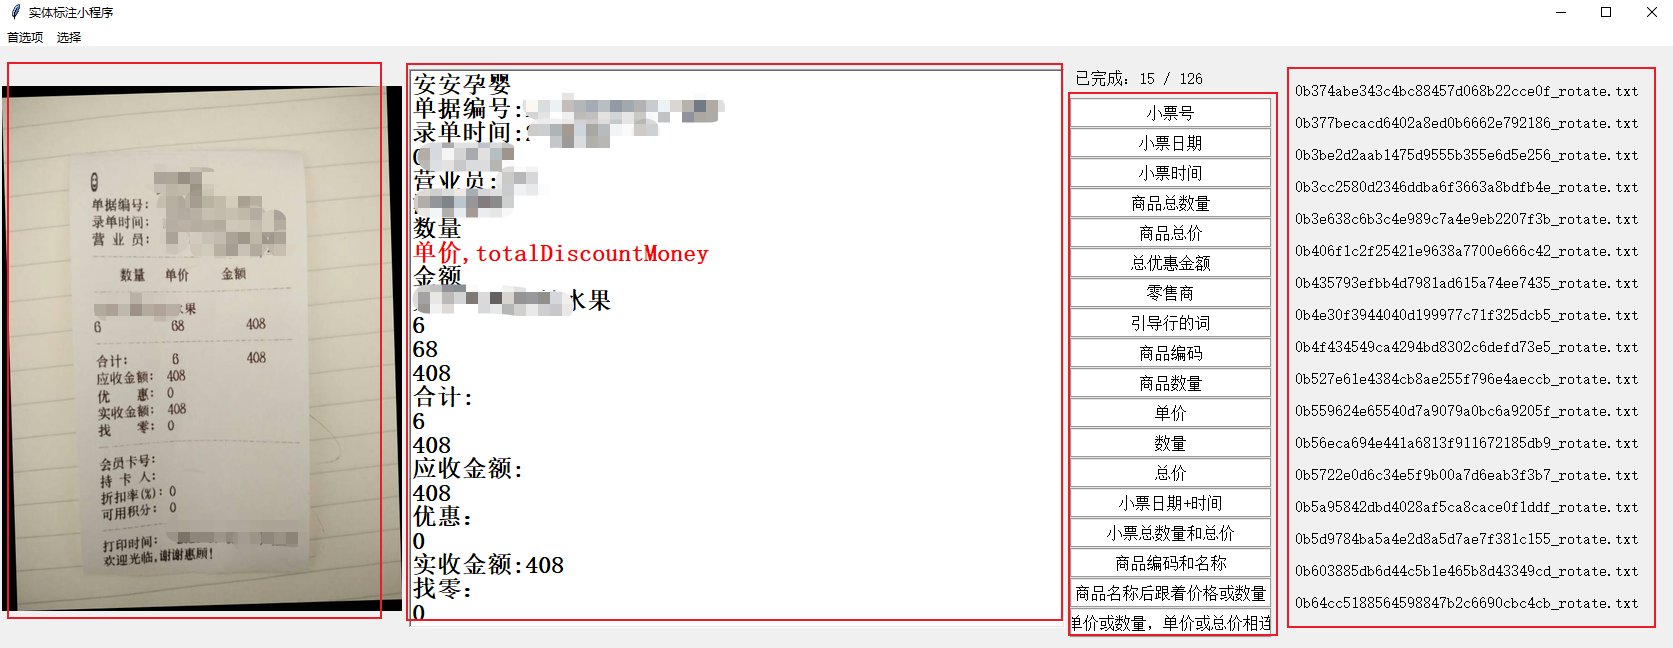 实体标注小程序
首选项 选择
单据编号:
录单时间:
营 业 员:
数量 单价 金额
水果
6 68 408
合计: 6 408
应收金额: 408
优 惠: 0
实收金额: 408
找 零: 0
会员卡号:
持 卡 人:
折扣率(%): 0
可用积分: 0
打印时间:
欢迎光临,谢谢惠顾!
安安孕婴
单据编号:
录单时间:
0
营业员:
数量
单价,totalDiscountMoney
金额
水果
6
68
408
合计:
6
408
应收金额:
408
优惠:
0
实收金额:408
找零:
0
已完成: 15 / 126
小票号
小票日期
小票时间
商品总数量
商品总价
总优惠金额
零售商
引导行的词
商品编码
商品数量
单价
数量
总价
小票日期+时间
小票总数量和总价
商品编码和名称
商品名称后跟着价格或数量
单价或数量, 单价或总价相连
0b374abe343c4bc88457d068b22cce0f_rotate.txt
0b377becacd6402a8ed0b6662e792186_rotate.txt
0b3be2d2aab1475d9555b355e6d5e256_rotate.txt
0b3cc2580d2346ddba6f3663a8bdfb4e_rotate.txt
0b3e638c6b3c4e989c7a4e9eb2207f3b_rotate.txt
0b406f1c2f25421e9638a7700e666c42_rotate.txt
0b435793efbb4d7981ad615a74ee7435_rotate.txt
0b4e30f3944040d199977c71f325dcb5_rotate.txt
0b4f434549ca4294bd8302c6defd73e5_rotate.txt
0b527e61e4384cb8ae255f796e4aeccb_rotate.txt
0b559624e65540d7a9079a0bc6a9205f_rotate.txt
0b56eca694e441a6813f911672185db9_rotate.txt
0b5722e0d6c34e5f9b00a7d6eab3f3b7_rotate.txt
0b5a95842dbd4028af5ca8cace0f1ddf_rotate.txt
0b5d9784ba5a4e2d8a5d7ae7f381c155_rotate.txt
0b603885db6d44c5b1e465b8d43349cd_rotate.txt
0b64cc5188564598847b2c6690cbc4cb_rotate.txt